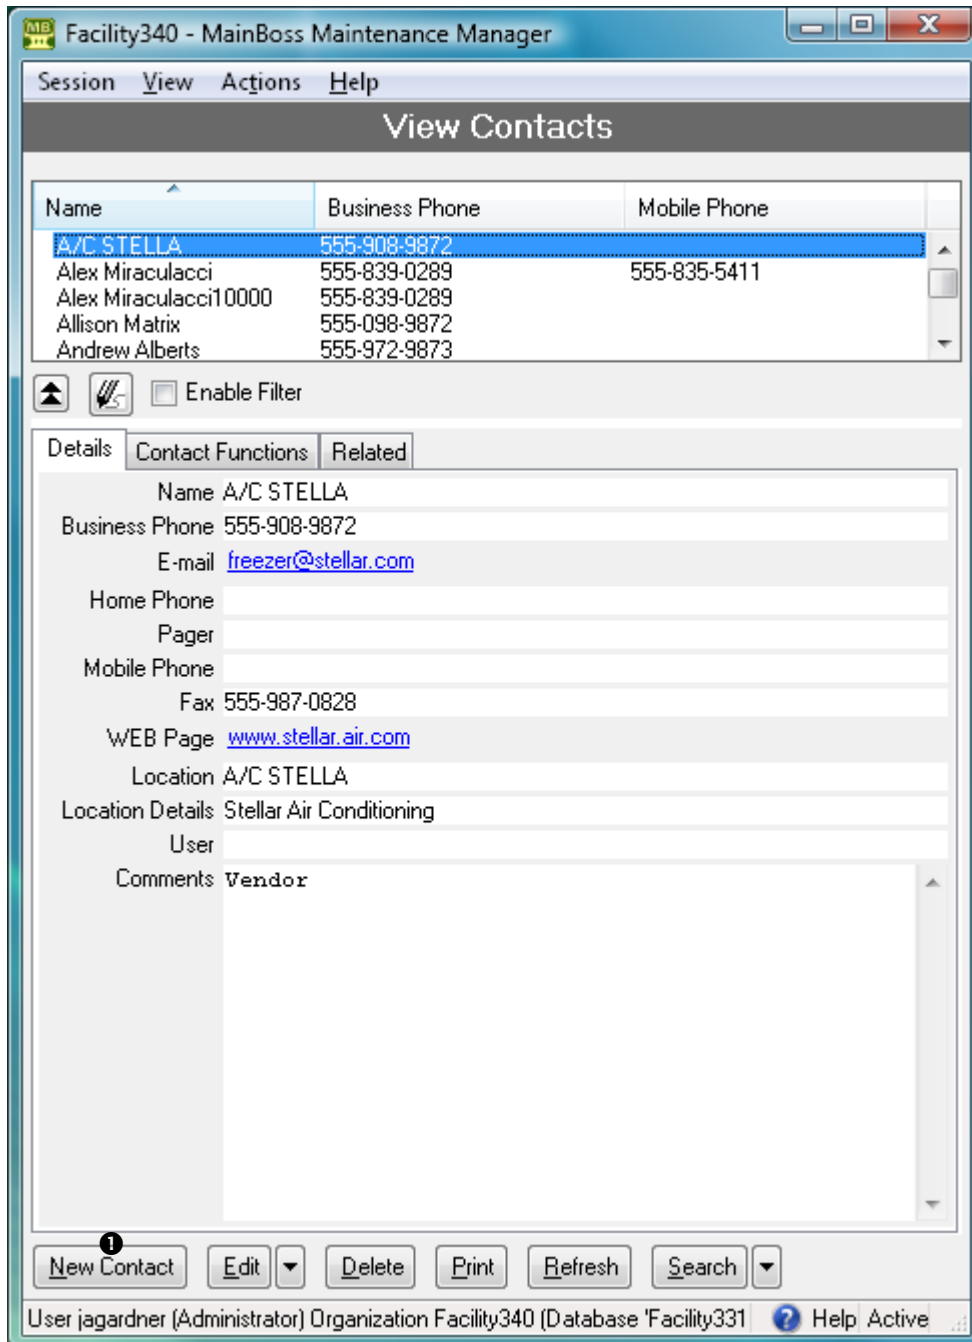 MB
Facility340 - MainBoss Maintenance Manager
Session View Actions Help
View Contacts
Name Business Phone Mobile Phone
A/C STELLA 555-908-9872
Alex Miraculacci 555-839-0289 555-835-5411
Alex Miraculacci10000 555-839-0289
Allison Matrix 555-098-9872
Andrew Alberts 555-972-9873
Enable Filter
Details Contact Functions Related
Name A/C STELLA
Business Phone 555-908-9872
E-mail freezer@stellar.com
Home Phone
Pager
Mobile Phone
Fax 555-987-0828
WEB Page www.stellar.air.com
Location A/C STELLA
Location Details Stellar Air Conditioning
User
Comments Vendor
1
New Contact Edit Delete Print Refresh Search
User jagardner (Administrator) Organization Facility340 (Database 'Facility331 Help Active